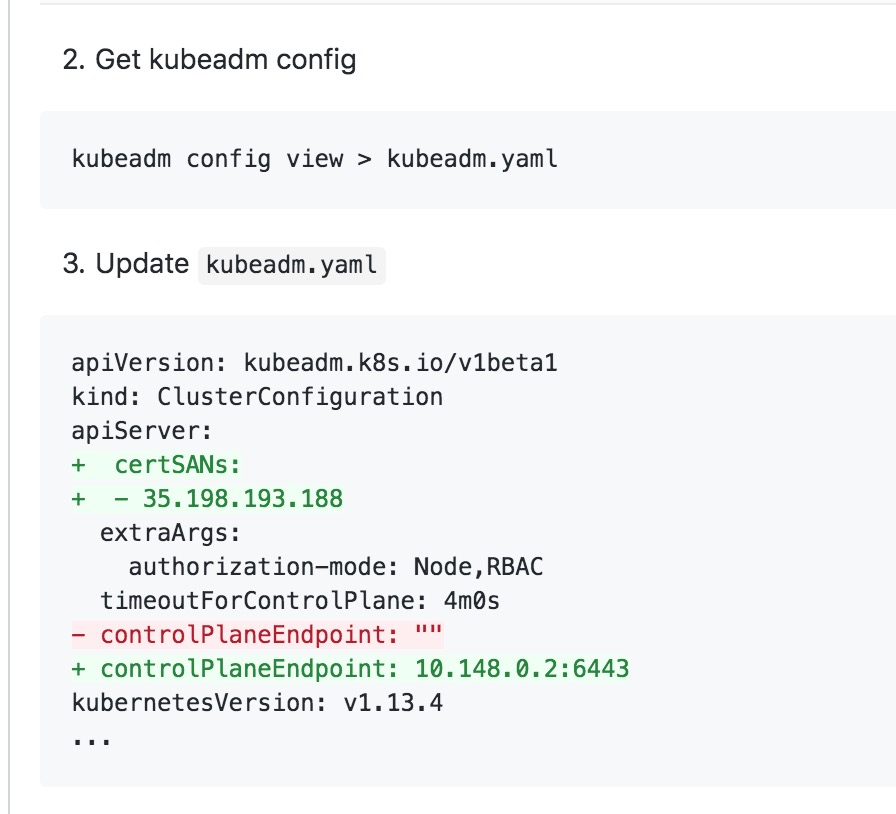 2. Get kubeadm config
kubeadm config view > kubeadm.yaml
3. Update kubeadm.yaml
apiVersion: kubeadm.k8s.io/v1beta1
kind: ClusterConfiguration
apiServer:
+  certSANs:
+  - 35.198.193.188
  extraArgs:
    authorization-mode: Node,RBAC
  timeoutForControlPlane: 4m0s
- controlPlaneEndpoint: ""
+ controlPlaneEndpoint: 10.148.0.2:6443
kubernetesVersion: v1.13.4
...